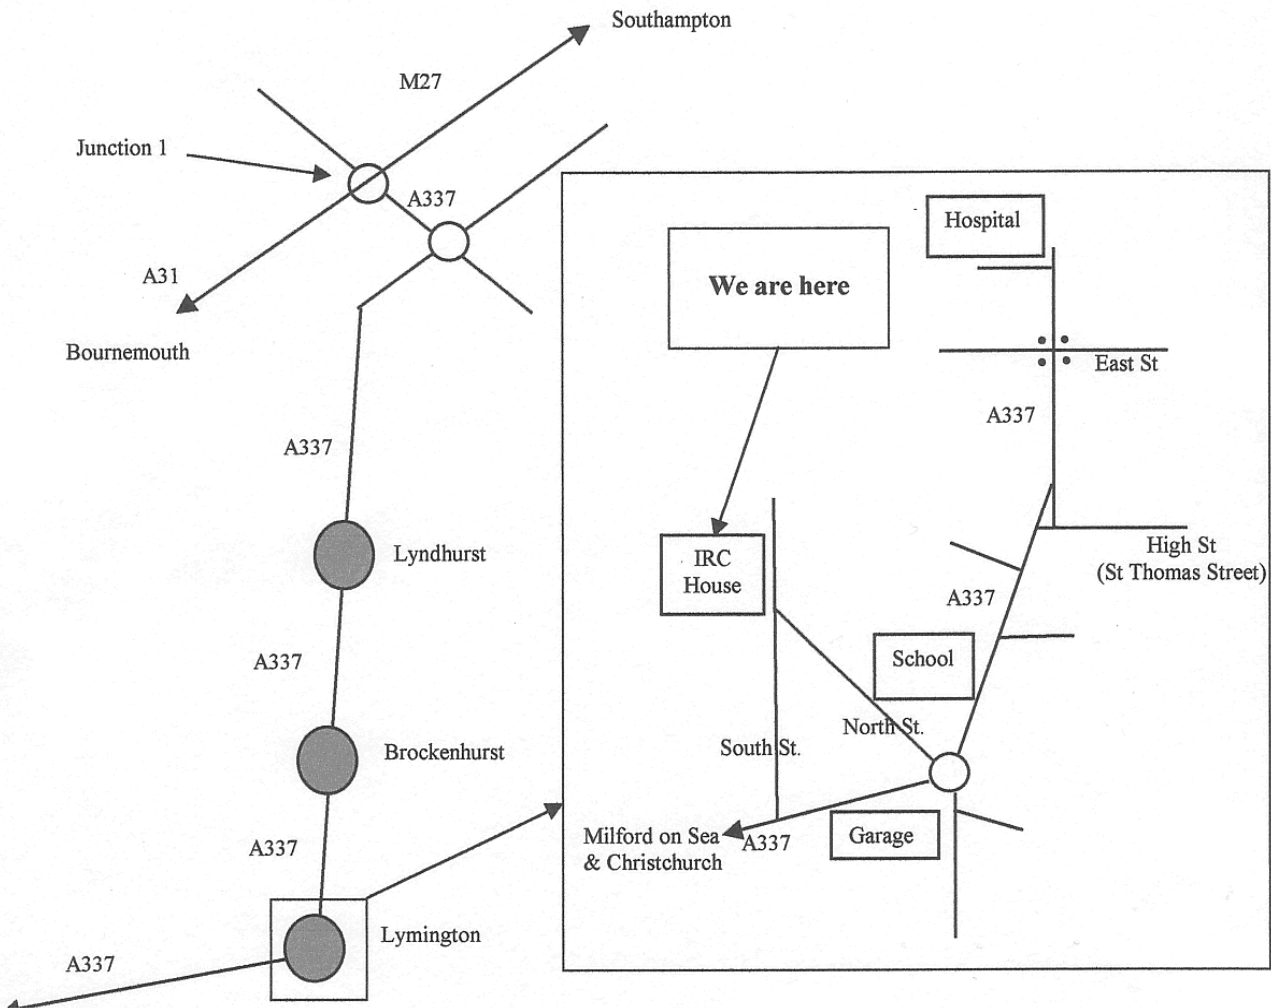 Southampton
M27
Junction 1
A337
A31
Bournemouth
A337
Lyndhurst
A337
Brockenhurst
A337
Lymington
A337
Hospital
We are here
East St
A337
IRC
House
High St
(St Thomas Street)
A337
School
North St.
South St.
Milford on Sea
& Christchurch
A337
Garage